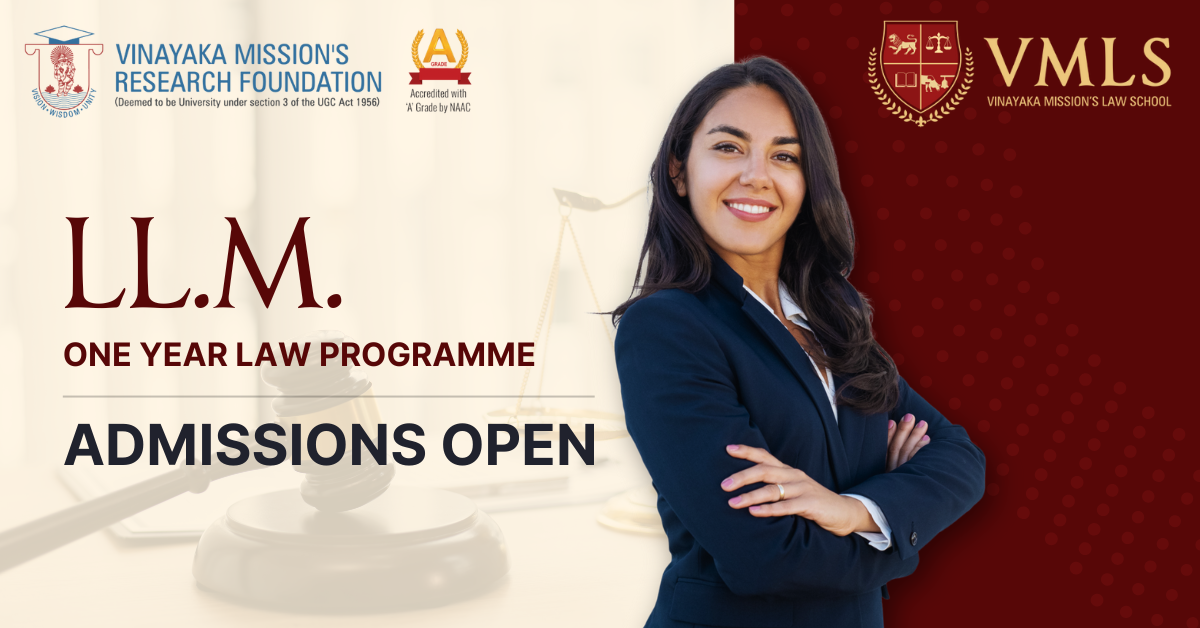 VINAYAKA MISSION'S
RESEARCH FOUNDATION
(Deemed to be University under section 3 of the UGC Act 1956)
VISION • WISDOM • UNITY
A
GRADE
Accredited with
'A' Grade by NAAC
VMLS
VINAYAKA MISSION'S LAW SCHOOL
LL.M.
ONE YEAR LAW PROGRAMME
ADMISSIONS OPEN